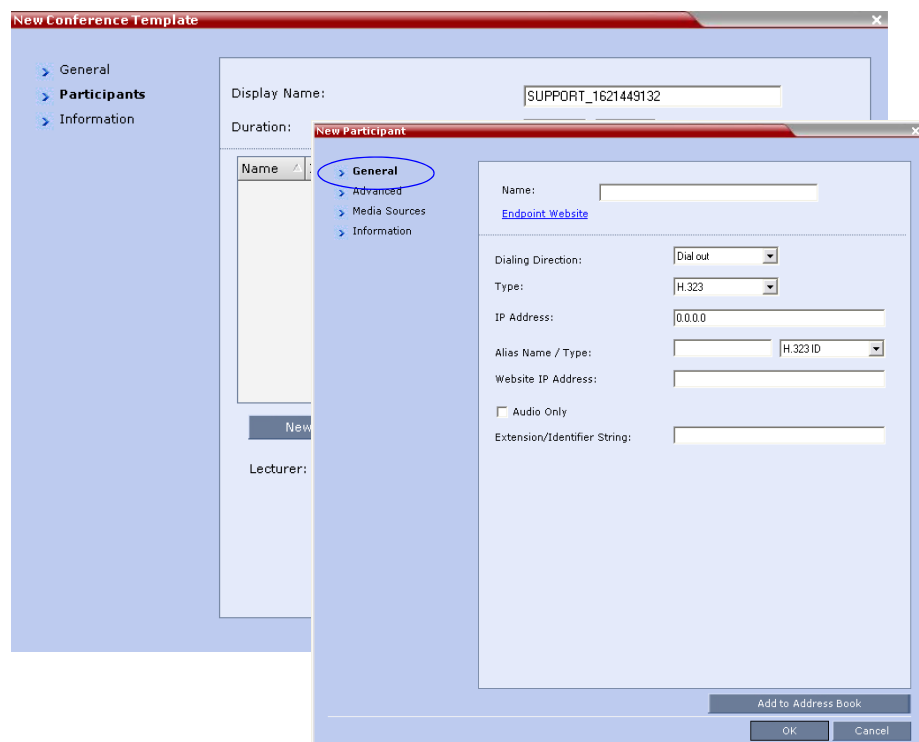 New Conference Template
General
Participants
Information
Display Name: SUPPORT_1621449132
Duration:
Name
New
Lecturer:
New Participant
General
Advanced
Media Sources
Information
Name:
Endpoint Website
Dialing Direction: Dial out
Type: H.323
IP Address: 0.0.0.0
Alias Name / Type: H.323 ID
Website IP Address:
Audio Only
Extension/Identifier String:
Add to Address Book
OK Cancel